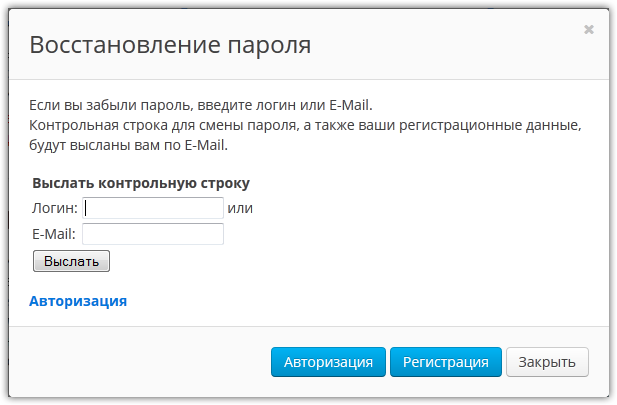 Восстановление пароля
Если вы забыли пароль, введите логин или E-Mail.
Контрольная строка для смены пароля, а также ваши регистрационные данные,
будут высланы вам по E-Mail.
Выслать контрольную строку
Логин: или
E-Mail:
Выслать
Авторизация
Авторизация Регистрация Закрыть